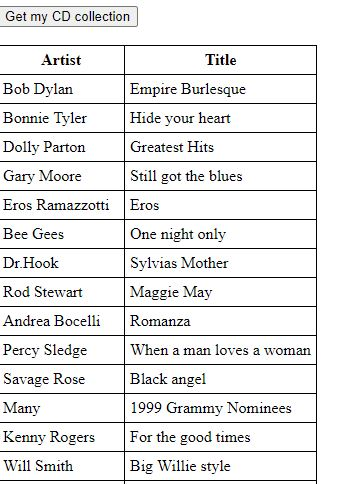 Get my CD collection
Artist Title
Bob Dylan Empire Burlesque
Bonnie Tyler Hide your heart
Dolly Parton Greatest Hits
Gary Moore Still got the blues
Eros Ramazzotti Eros
Bee Gees One night only
Dr.Hook Sylvias Mother
Rod Stewart Maggie May
Andrea Bocelli Romanza
Percy Sledge When a man loves a woman
Savage Rose Black angel
Many 1999 Grammy Nominees
Kenny Rogers For the good times
Will Smith Big Willie style